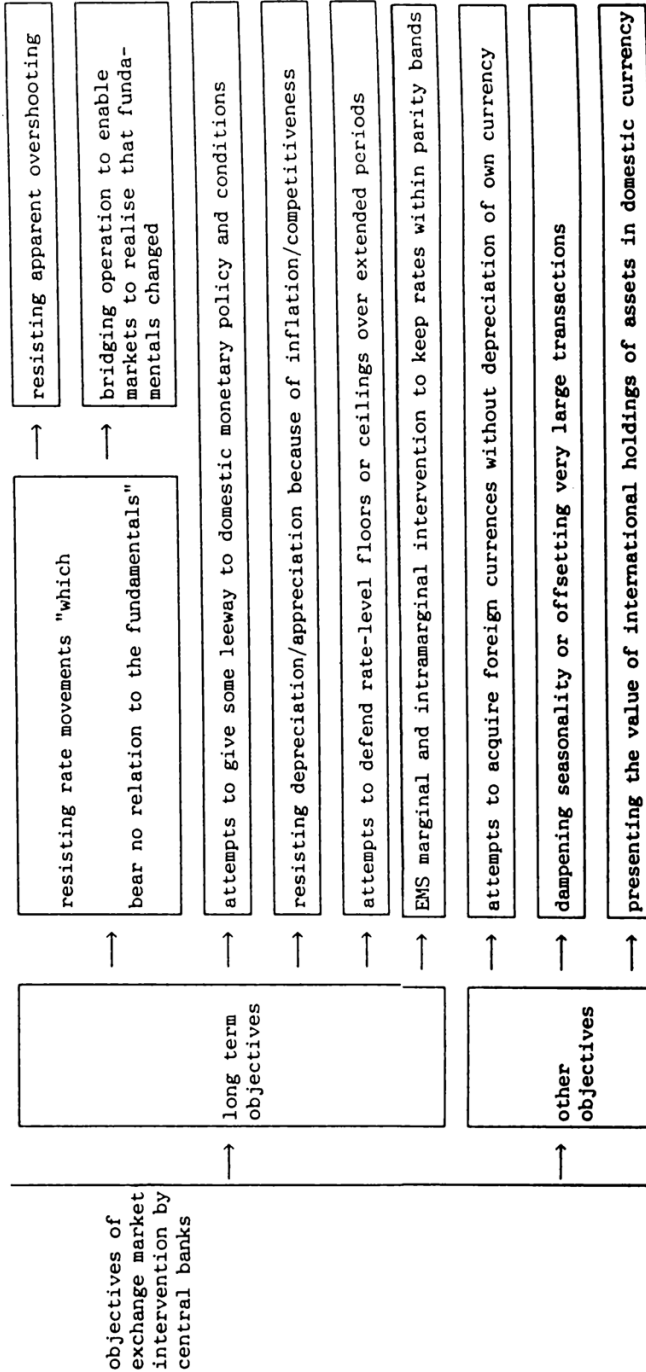 objectives of
exchange market
intervention by
central banks
long term
objectives
resisting rate movements "which
bear no relation to the fundamentals"
resisting apparent overshooting
bridging operation to enable
markets to realise that funda-
mentals changed
attempts to give some leeway to domestic monetary policy and conditions
resisting depreciation/appreciation because of inflation/competitiveness
attempts to defend rate-level floors or ceilings over extended periods
EMS marginal and intramarginal intervention to keep rates within parity bands
other
objectives
attempts to acquire foreign currences without depreciation of own currency
dampening seasonality or offsetting very large transactions
presenting the value of international holdings of assets in domestic currency